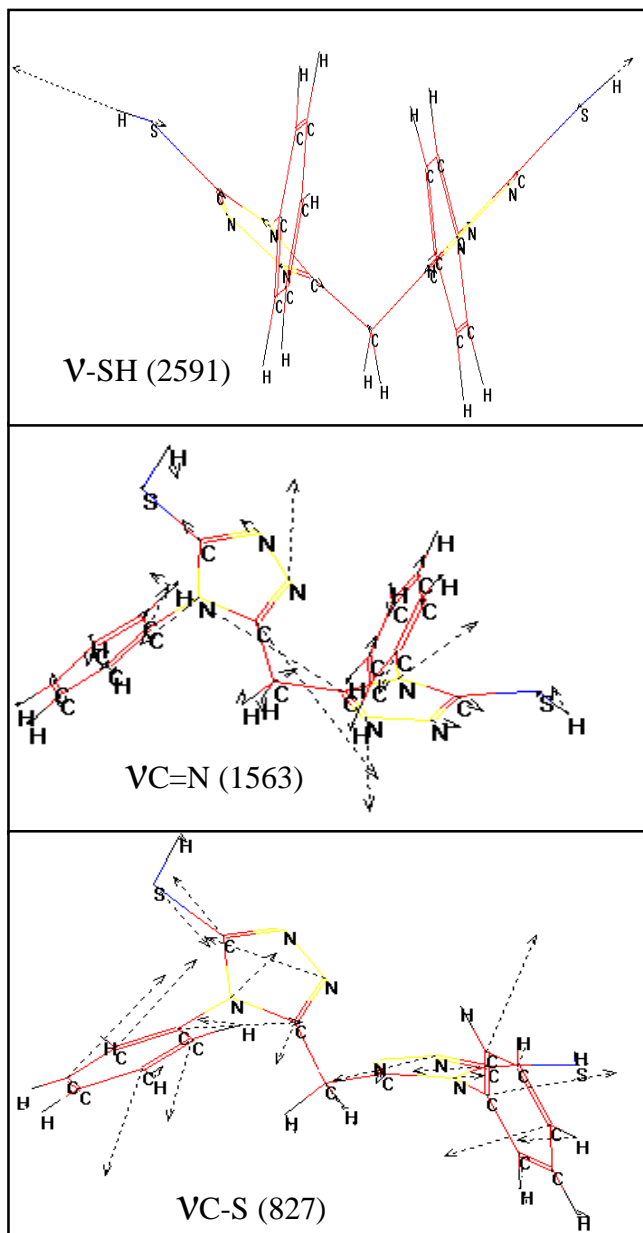 H H
H H
H S H H S
C C C C
C N C H N C
N C C N N
N C C N N
C C C C C
C
H H H H H H
ν-SH (2591)
H
S H
C N C H
H N N C C
C C C C N C
H C H C C C S H
H C H H H N N
C
H
νC=N (1563)
H
S
C N
N N
H C C H C H H H
C C H N N C C S
H H C H C C N C
H H C H
C C
H H
νC-S (827)